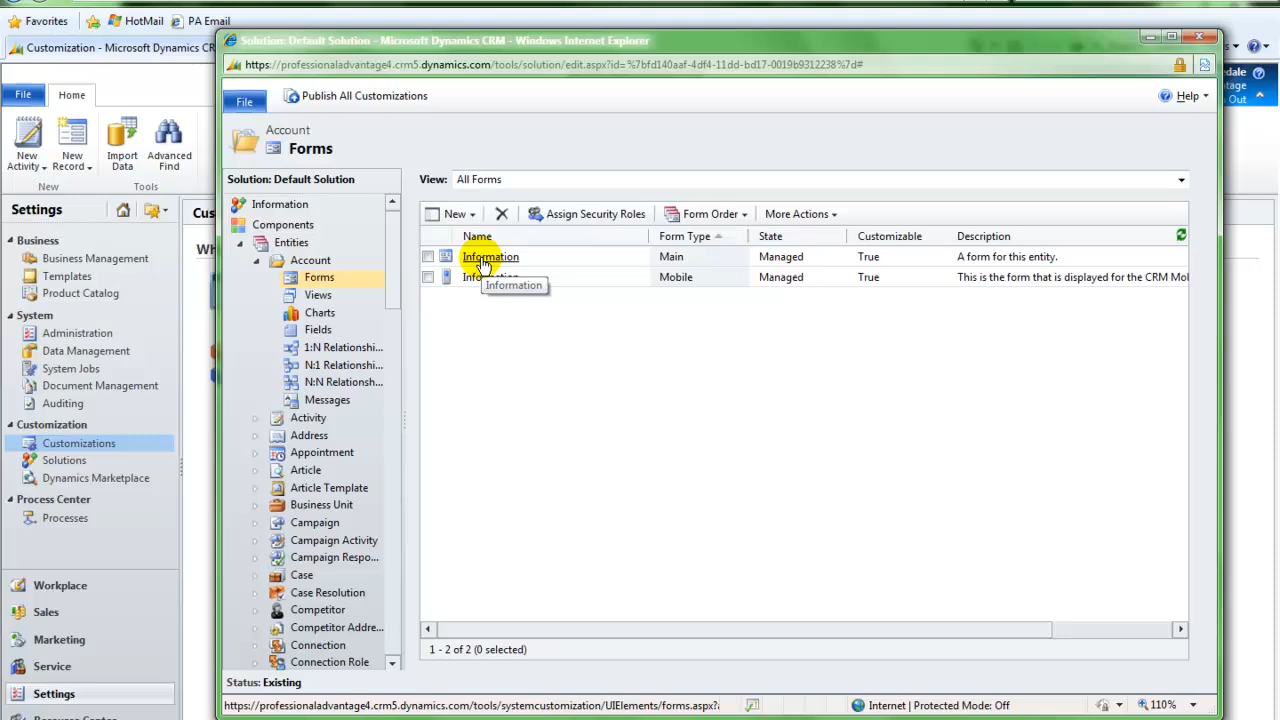 Favorites
HotMail
PA Email
Customization - Microsoft Dynamics CR
Solution: Default Solution - Microsoft Dynamics CRM - Windows Internet Explorer
https://professionaladvantage4.crm5.dynamics.com/tools/solution/edit.aspx?id=%7bfd140aaf-4df4-11dd-bd17-0019b9312238%7d#
File
Home
File
Publish All Customizations
Help
dale
tage
Out
New
Activity
New
Record
Import
Data
Advanced
Find
New
Tools
Account
Forms
Settings
Cus
Wh
Business
Business Management
Templates
Product Catalog
System
Administration
Data Management
System Jobs
Document Management
Auditing
Customization
Customizations
Solutions
Dynamics Marketplace
Process Center
Processes
Workplace
Sales
Marketing
Service
Settings
Solution: Default Solution
Information
Components
Entities
Account
Forms
Views
Charts
Fields
1:N Relationshi...
N:1 Relationshi...
N:N Relationsh...
Messages
Activity
Address
Appointment
Article
Article Template
Business Unit
Campaign
Campaign Activity
Campaign Respo...
Case
Case Resolution
Competitor
Competitor Addre...
Connection
Connection Role
View: All Forms
New
Assign Security Roles
Form Order
More Actions
Name Form Type State Customizable Description
Information Main Managed True A form for this entity.
Information Mobile Managed True This is the form that is displayed for the CRM Mol
Information
1 - 2 of 2 (0 selected)
Status: Existing
https://professionaladvantage4.crm5.dynamics.com/tools/systemcustomization/UIElements/forms.aspx?
Internet | Protected Mode: Off
110%